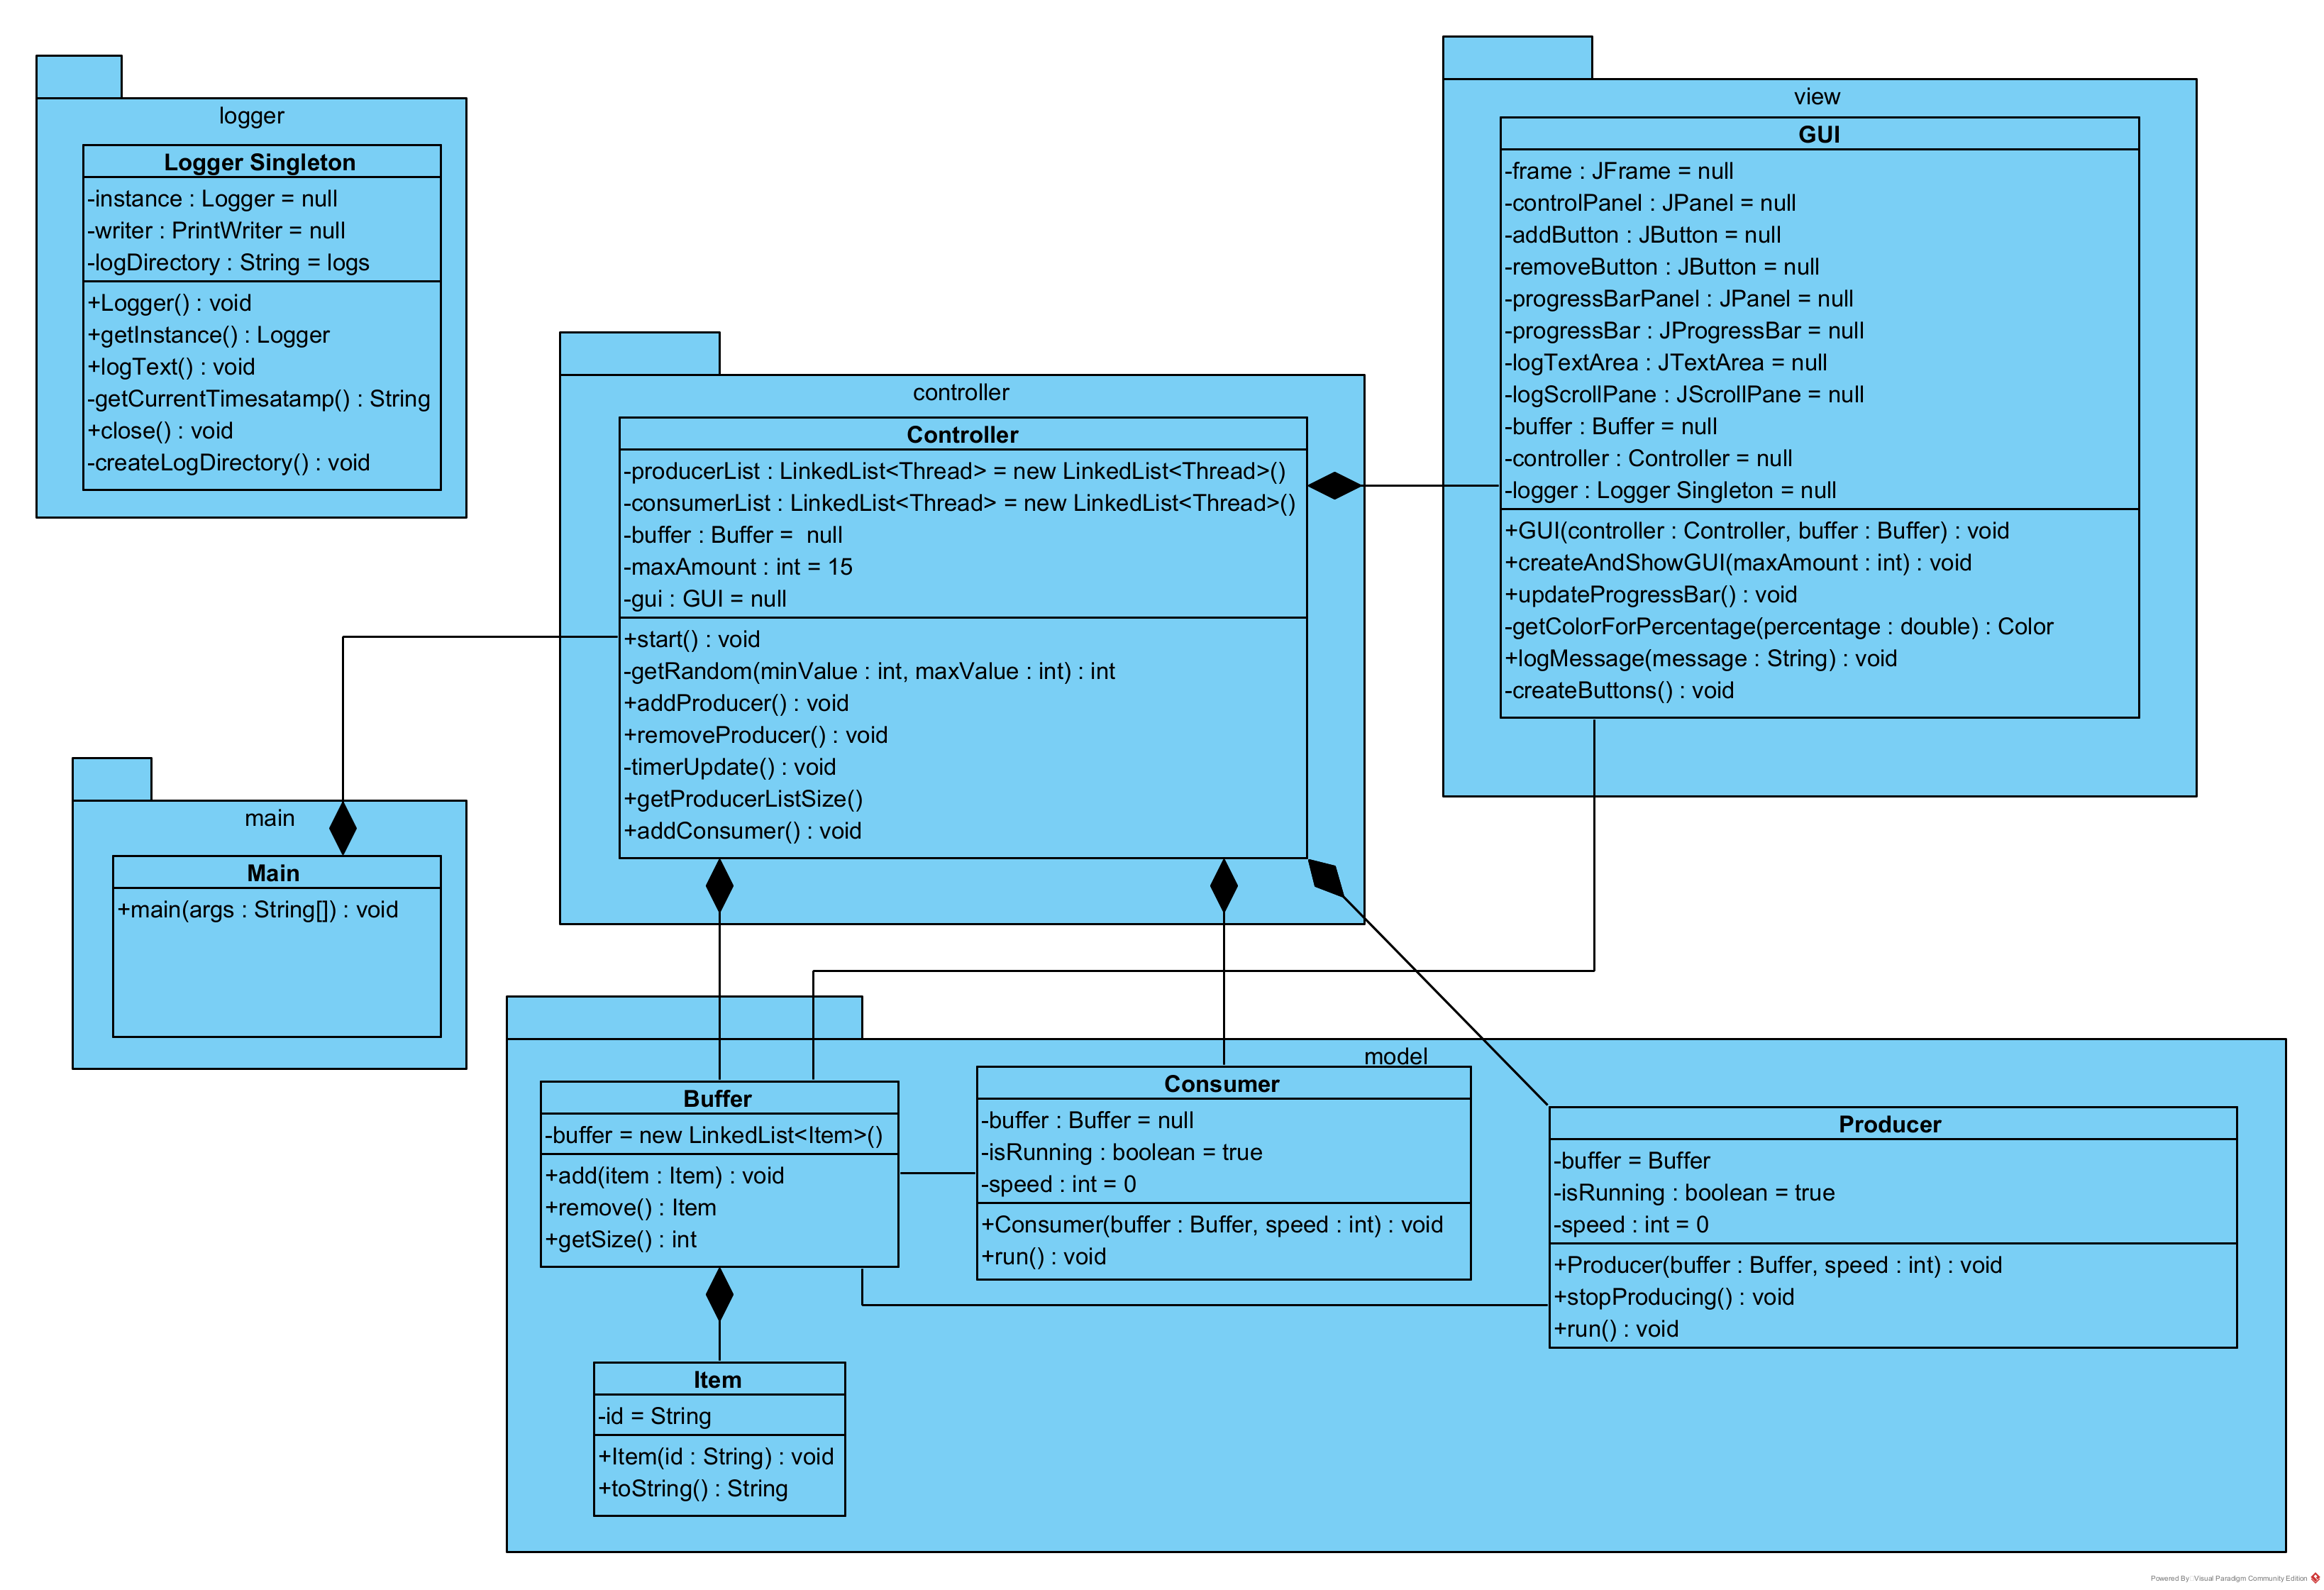 logger
Logger Singleton
-instance : Logger = null
-writer : PrintWriter = null
-logDirectory : String = logs
+Logger() : void
+getInstance() : Logger
+logText() : void
-getCurrentTimesatamp() : String
+close() : void
-createLogDirectory() : void
view
GUI
-frame : JFrame = null
-controlPanel : JPanel = null
-addButton : JButton = null
-removeButton : JButton = null
-progressBarPanel : JPanel = null
-progressBar : JProgressBar = null
-logTextArea : JTextArea = null
-logScrollPane : JScrollPane = null
-buffer : Buffer = null
-controller : Controller = null
-logger : Logger Singleton = null
+GUI(controller : Controller, buffer : Buffer) : void
+createAndShowGUI(maxAmount : int) : void
+updateProgressBar() : void
-getColorForPercentage(percentage : double) : Color
+logMessage(message : String) : void
-createButtons() : void
controller
Controller
-producerList : LinkedList<Thread> = new LinkedList<Thread>()
-consumerList : LinkedList<Thread> = new LinkedList<Thread>()
-buffer : Buffer =  null
-maxAmount : int = 15
-gui : GUI = null
+start() : void
-getRandom(minValue : int, maxValue : int) : int
+addProducer() : void
+removeProducer() : void
-timerUpdate() : void
+getProducerListSize()
+addConsumer() : void
main
Main
+main(args : String[]) : void
model
Buffer
-buffer = new LinkedList<Item>()
+add(item : Item) : void
+remove() : Item
+getSize() : int
Consumer
-buffer : Buffer = null
-isRunning : boolean = true
-speed : int = 0
+Consumer(buffer : Buffer, speed : int) : void
+run() : void
Producer
-buffer = Buffer
-isRunning : boolean = true
-speed : int = 0
+Producer(buffer : Buffer, speed : int) : void
+stopProducing() : void
+run() : void
Item
-id = String
+Item(id : String) : void
+toString() : String
Powered By: Visual Paradigm Community Edition